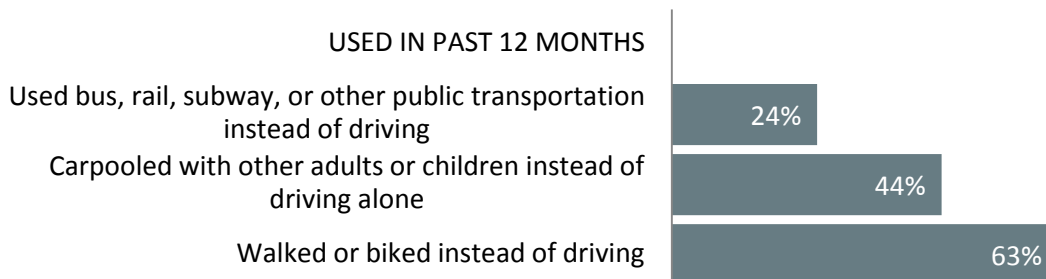 USED IN PAST 12 MONTHS
Used bus, rail, subway, or other public transportation
instead of driving
24%
Carpooled with other adults or children instead of
driving alone
44%
Walked or biked instead of driving
63%